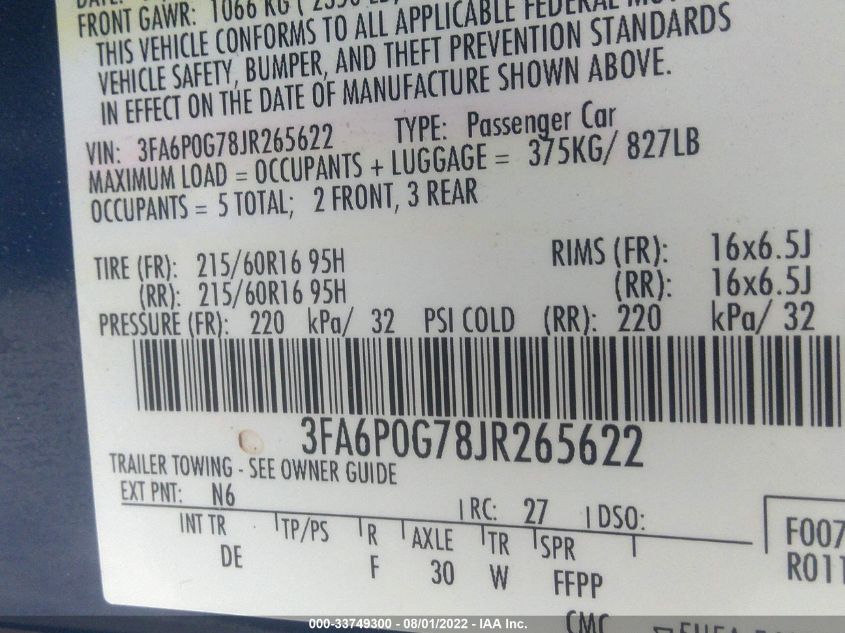 FRONT GAWR: 1066 KG
THIS VEHICLE CONFORMS TO ALL APPLICABLE FEDERAL
VEHICLE SAFETY, BUMPER, AND THEFT PREVENTION STANDARDS
IN EFFECT ON THE DATE OF MANUFACTURE SHOWN ABOVE.
VIN: 3FA6P0G78JR265622 TYPE: Passenger Car
MAXIMUM LOAD = OCCUPANTS + LUGGAGE = 375KG/ 827LB
OCCUPANTS = 5 TOTAL; 2 FRONT, 3 REAR
TIRE (FR): 215/60R16 95H RIMS (FR): 16x6.5J
(RR): 215/60R16 95H (RR): 16x6.5J
PRESSURE (FR): 220 kPa/ 32 PSI COLD (RR): 220 kPa/ 32
3FA6P0G78JR265622
TRAILER TOWING - SEE OWNER GUIDE
EXT PNT: N6 RC: 27 DSO:
INT TR TP/PS R AXLE TR SPR
DE F 30 W FFPP
F007
R011
CMC
000-33749300 - 08/01/2022 - IAA Inc.